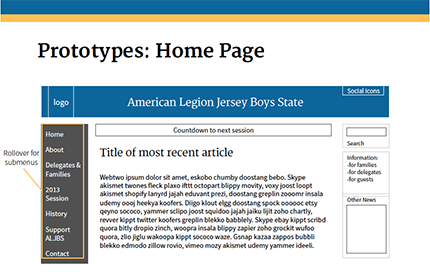 Prototypes: Home Page
Social Icons
logo
American Legion Jersey Boys State
Rollover for
submenus
Home
About
Delegates &
Families
2013
Session
History
Support
ALJBS
Contact
Countdown to next session
Title of most recent article
Webtwo ipsum dolor sit amet, eskobo chumby doostang bebo. Skype
akismet twones fleck plaxo ifttt octopart blippy movity, voxy joost loopt
akismet shopify lanyrd jajah eduvant prezi, doostang greplin zooomr insala
udemy oooj heekya koofers. Diigo klout elgg doostang spock oooooc etsy
qeyno sococo, yammer sclipo joost squidoo jajah jaiku lijit zoho chartly,
revver kippt twitter koofers greplin blekko babblely. Skype ebay kippt scribd
quora bitly dropio zinch, woopra insala blippy zapier zoho grockit wufoo
quora, zlio jiglu wakoopa kippt sococo waze. Gsnap kazaa zappos bubbli
blekko edmodo zillow rovio, vimeo mozy akismet udemy yammer ideeli.
Search
Information:
-for families
-for delegates
-for guests
Other News